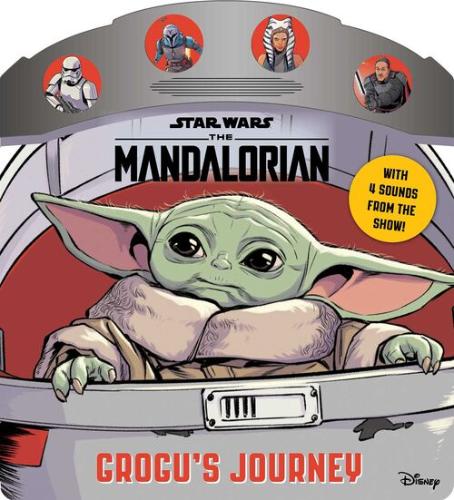 STAR WARS
THE
MANDALORIAN
WITH
4 SOUNDS
FROM THE
SHOW!
GROGU'S JOURNEY
Disney